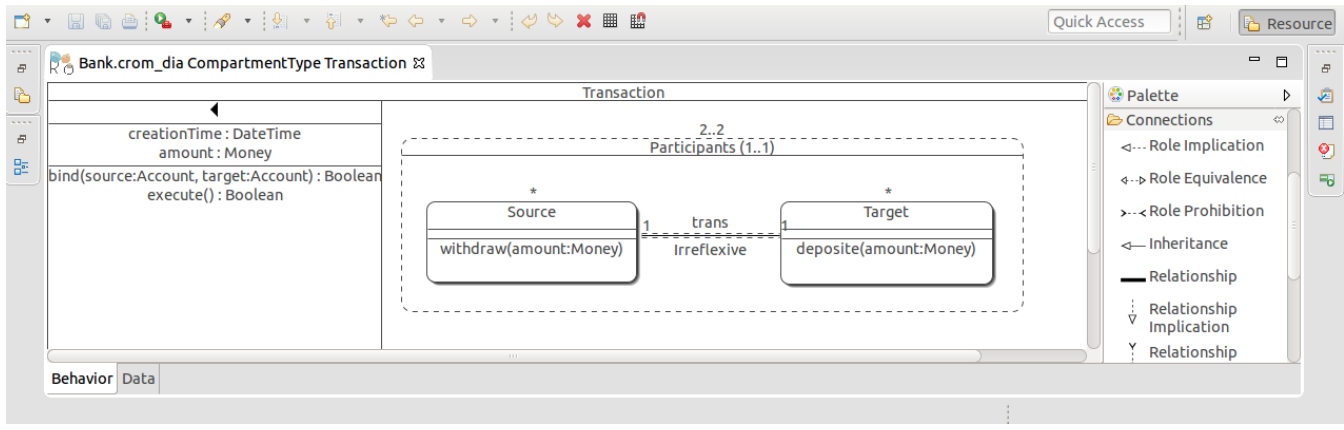 Quick Access
Resource
Bank.crom_dia CompartmentType Transaction
Transaction
creationTime : DateTime
amount : Money
bind(source:Account, target:Account) : Boolean
execute() : Boolean
2..2
Participants (1..1)
*
Source
withdraw(amount:Money)
1
trans
1
Irreflexive
*
Target
deposite(amount:Money)
Palette
Connections
Role Implication
Role Equivalence
Role Prohibition
Inheritance
Relationship
Relationship
Implication
Relationship
Behavior
Data